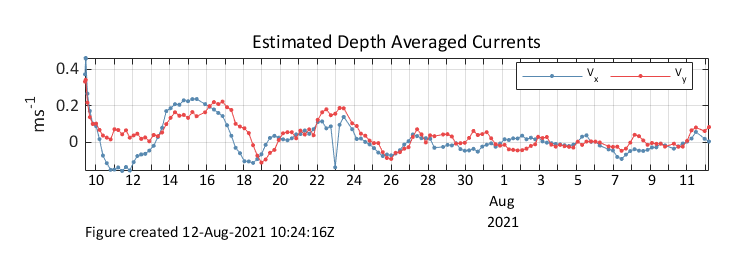 Estimated Depth Averaged Currents
Vx
Vy
0.4
0.2
0
ms-1
10 12 14 16 18 20 22 24 26 28 30 1 3 5 7 9 11
Aug
2021
Figure created 12-Aug-2021 10:24:16Z